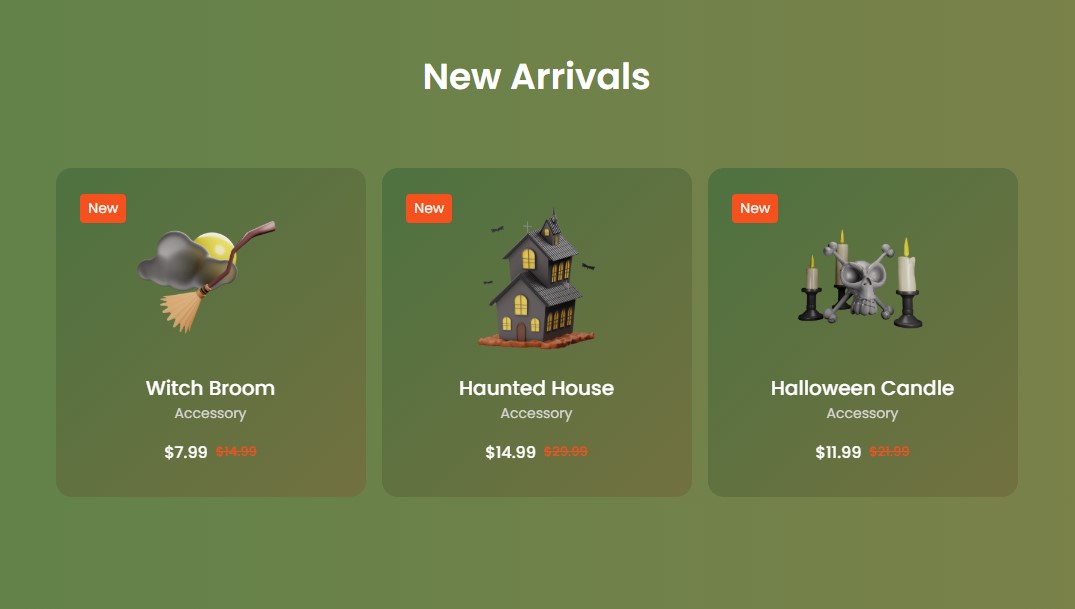 New Arrivals
New
New
New
Witch Broom
Haunted House
Halloween Candle
Accessory
Accessory
Accessory
$7.99 $14.99
$14.99 $29.99
$11.99 $21.99